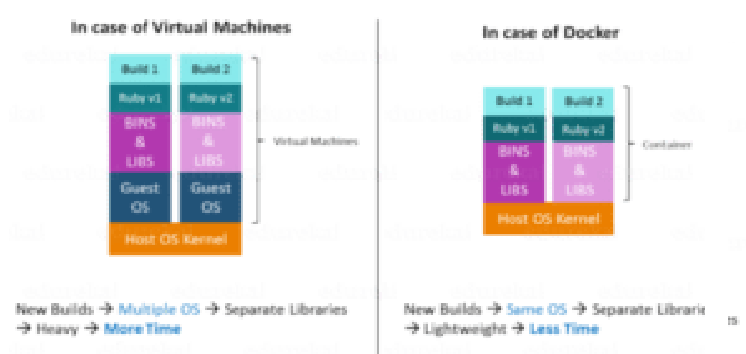 In case of Virtual Machines
Build 1 Build 2
Ruby v1 Ruby v2
BINS BINS
& &
LIBS LIBS
Guest Guest
OS OS
Host OS Kernel
Virtual Machines
New Builds → Multiple OS → Separate Libraries
→ Heavy → More Time
In case of Docker
Build 1 Build 2
Ruby v1 Ruby v2
BINS BINS
& &
LIBS LIBS
Host OS Kernel
Container
New Builds → Same OS → Separate Librarie
→ Lightweight → Less Time